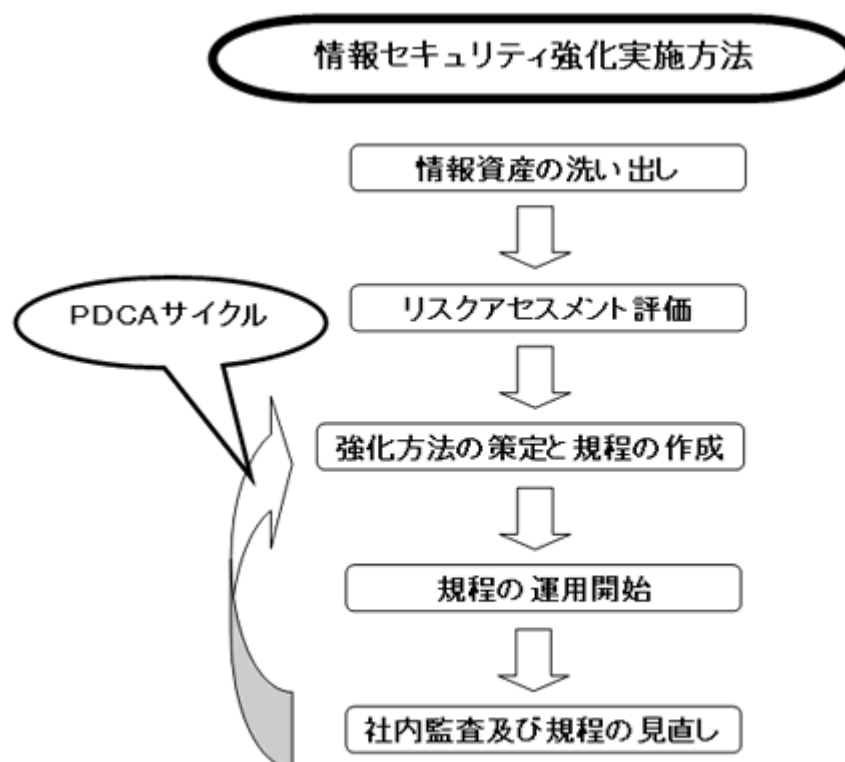 情報セキュリティ強化実施方法
情報資産の洗い出し
リスクアセスメント評価
PDCAサイクル
強化方法の策定と規程の作成
規程の運用開始
社内監査及び規程の見直し